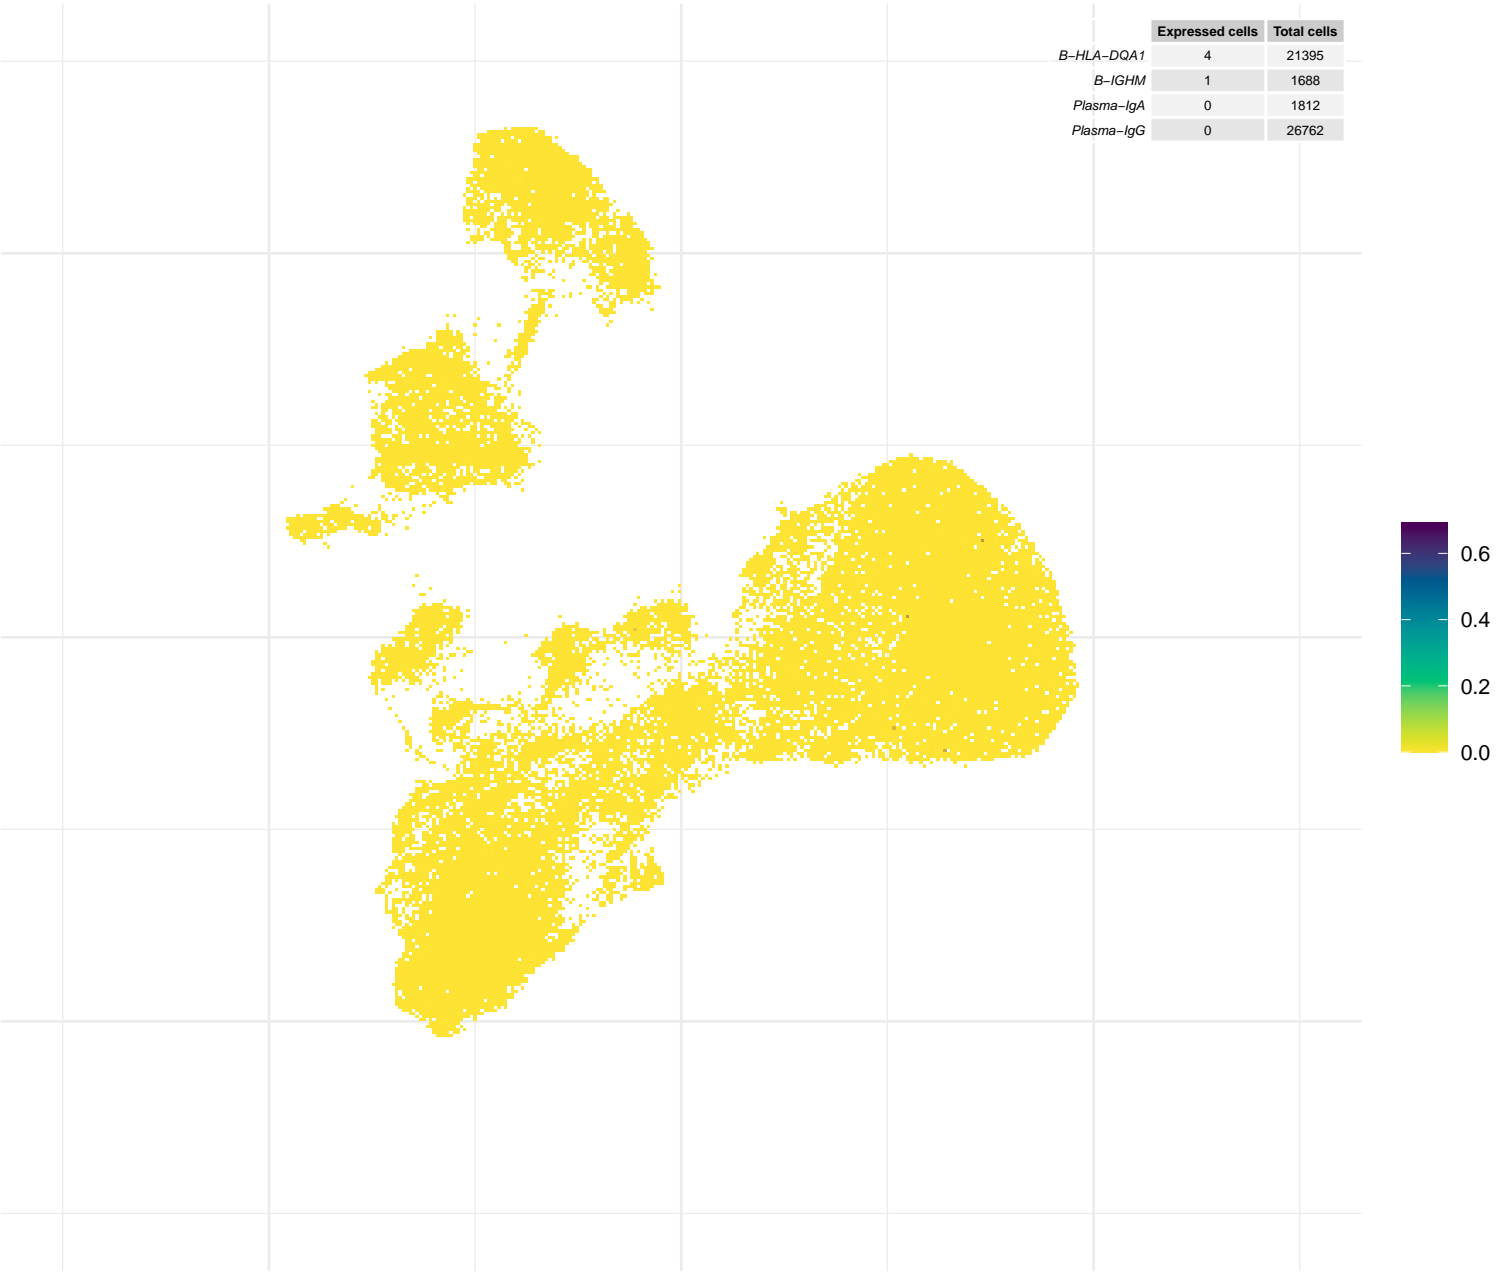 Expressed cells Total cells
B−HLA−DQA1 4 21395
B−IGHM 1 1688
Plasma−IgA 0 1812
Plasma−IgG 0 26762
0.6
0.4
0.2
0.0